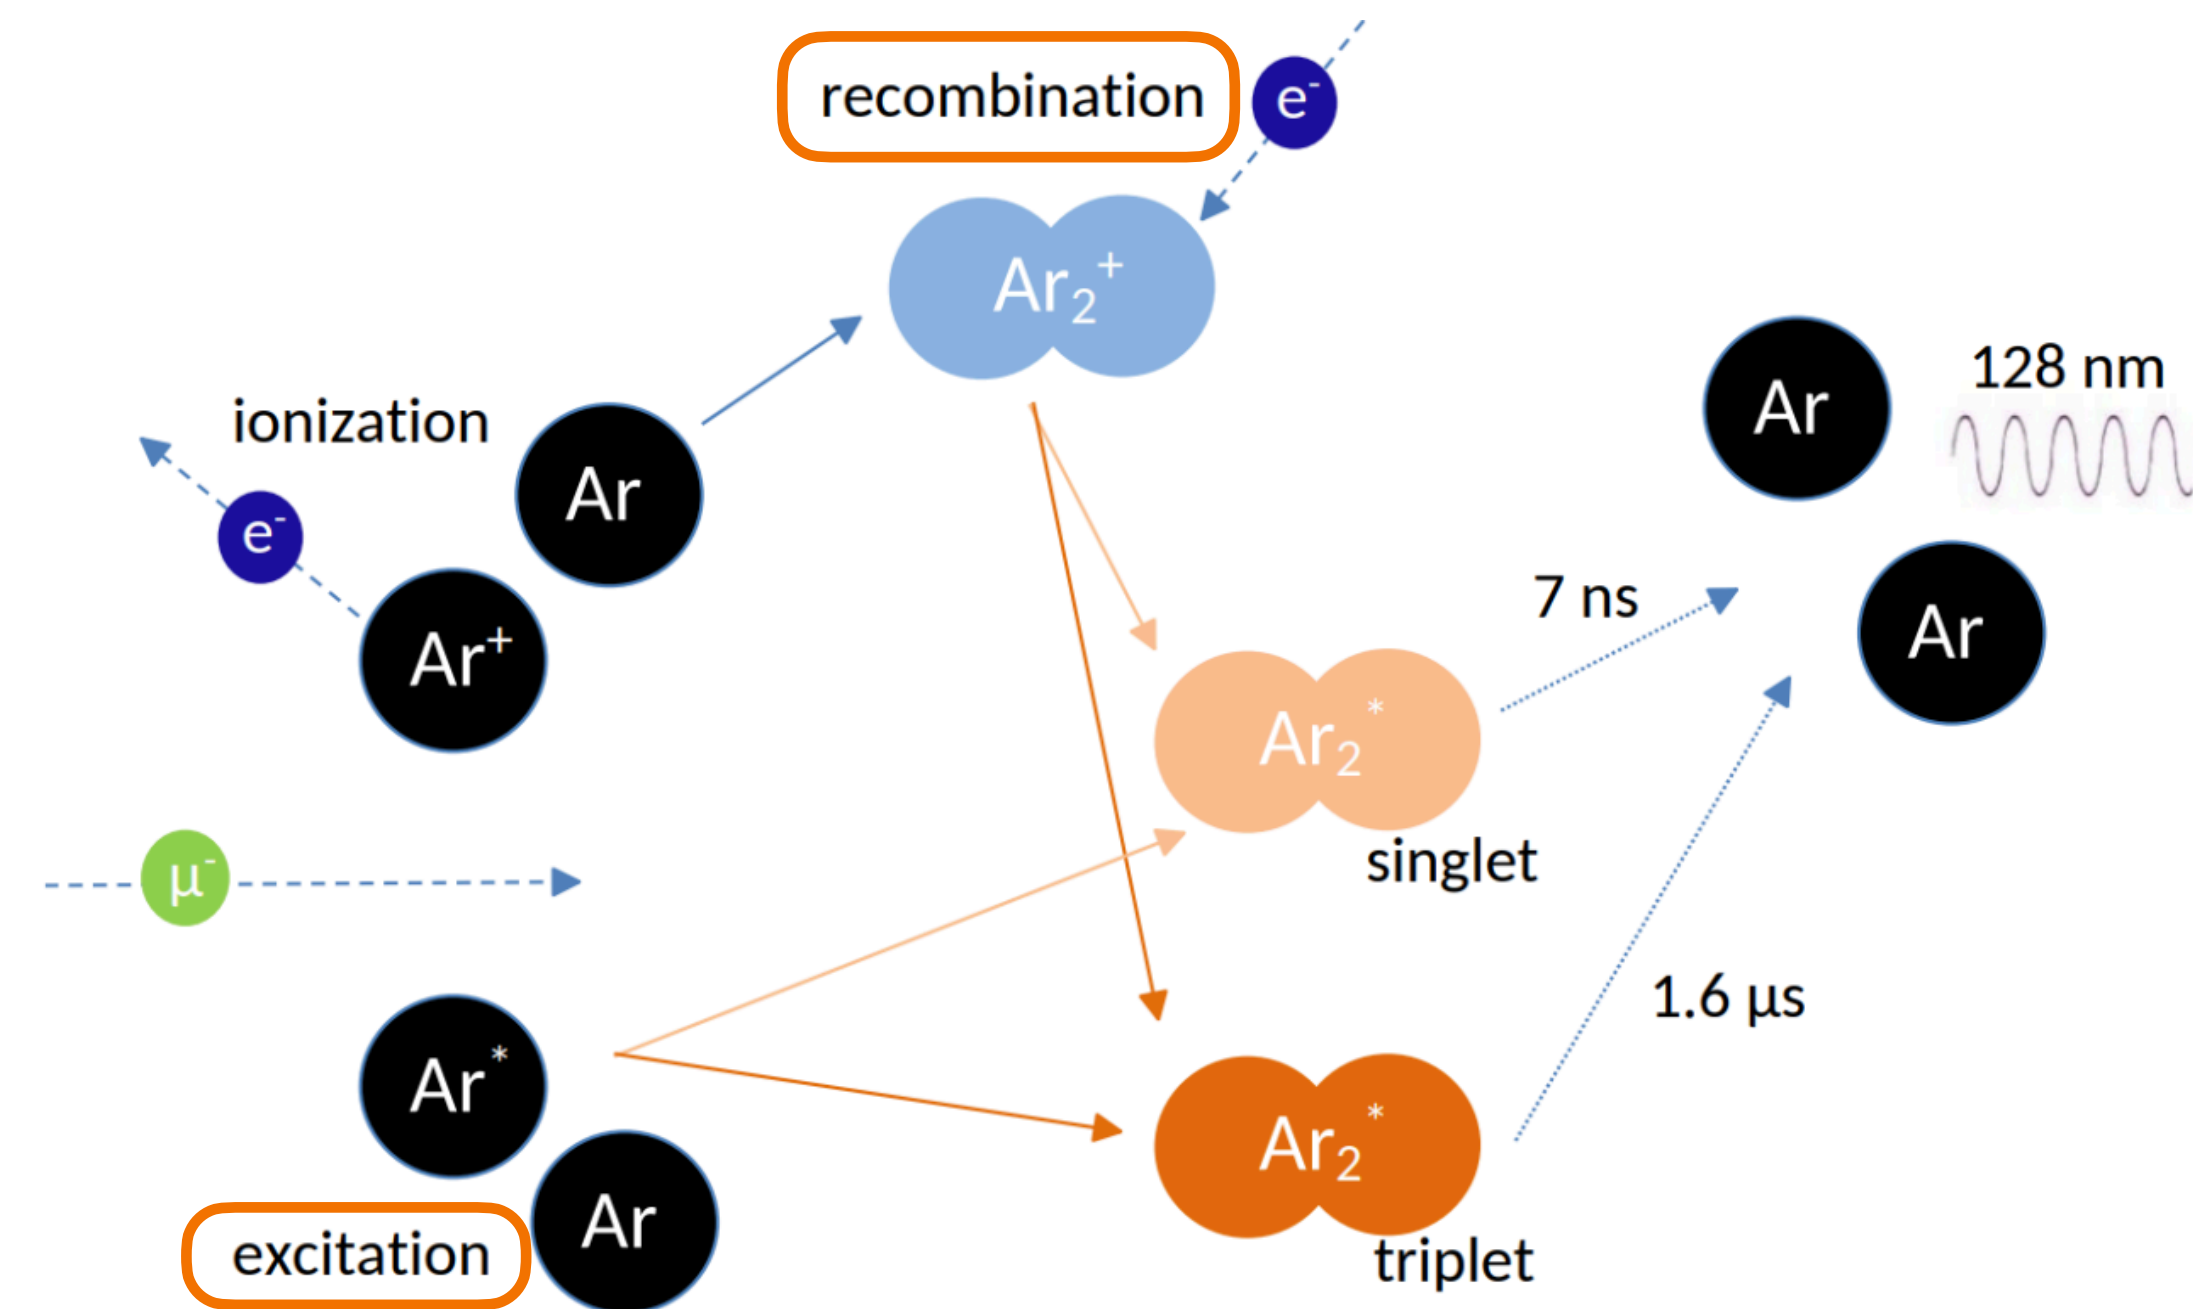 recombination
e⁻
Ar₂⁺
128 nm
Ar
ionization
Ar
e⁻
7 ns
Ar
Ar⁺
Ar₂*
singlet
μ⁻
1.6 μs
Ar*
Ar₂*
Ar
excitation
triplet